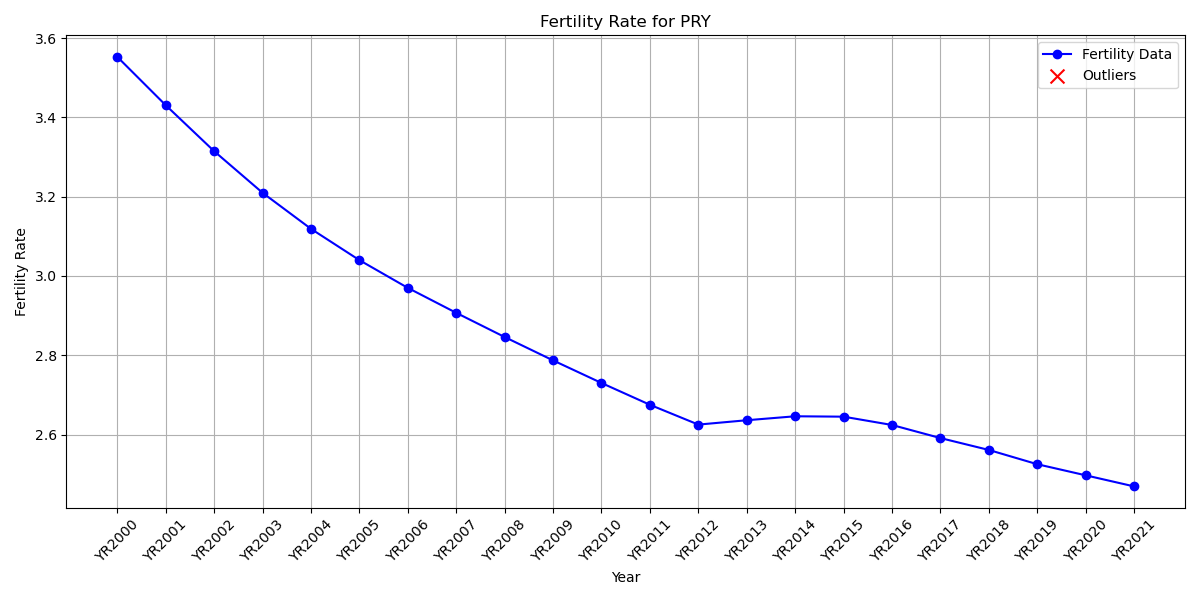 Fertility Rate for PRY
Fertility Data
Outliers
3.6
3.4
3.2
3.0
2.8
2.6
Fertility Rate
YR2000
YR2001
YR2002
YR2003
YR2004
YR2005
YR2006
YR2007
YR2008
YR2009
YR2010
YR2011
YR2012
YR2013
YR2014
YR2015
YR2016
YR2017
YR2018
YR2019
YR2020
YR2021
Year